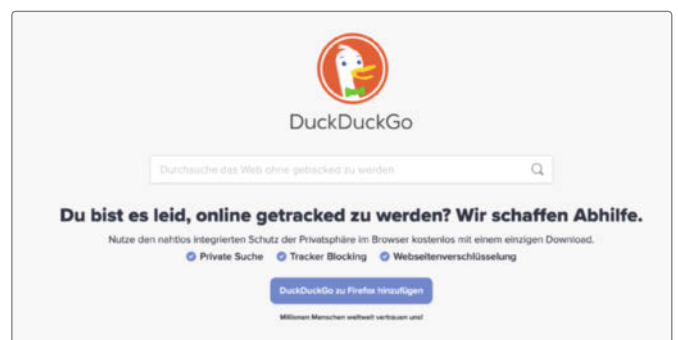 DuckDuckGo
Durchsuche das Web ohne getracked zu werden
Du bist es leid, online getracked zu werden? Wir schaffen Abhilfe.
Nutze den nahtlos integrierten Schutz der Privatsphäre im Browser kostenlos mit einem einzigen Download.
Private Suche Tracker Blocking Webseitenverschlüsselung
DuckDuckGo zu Firefox hinzufügen
Millionen Menschen weltweit vertrauen uns!